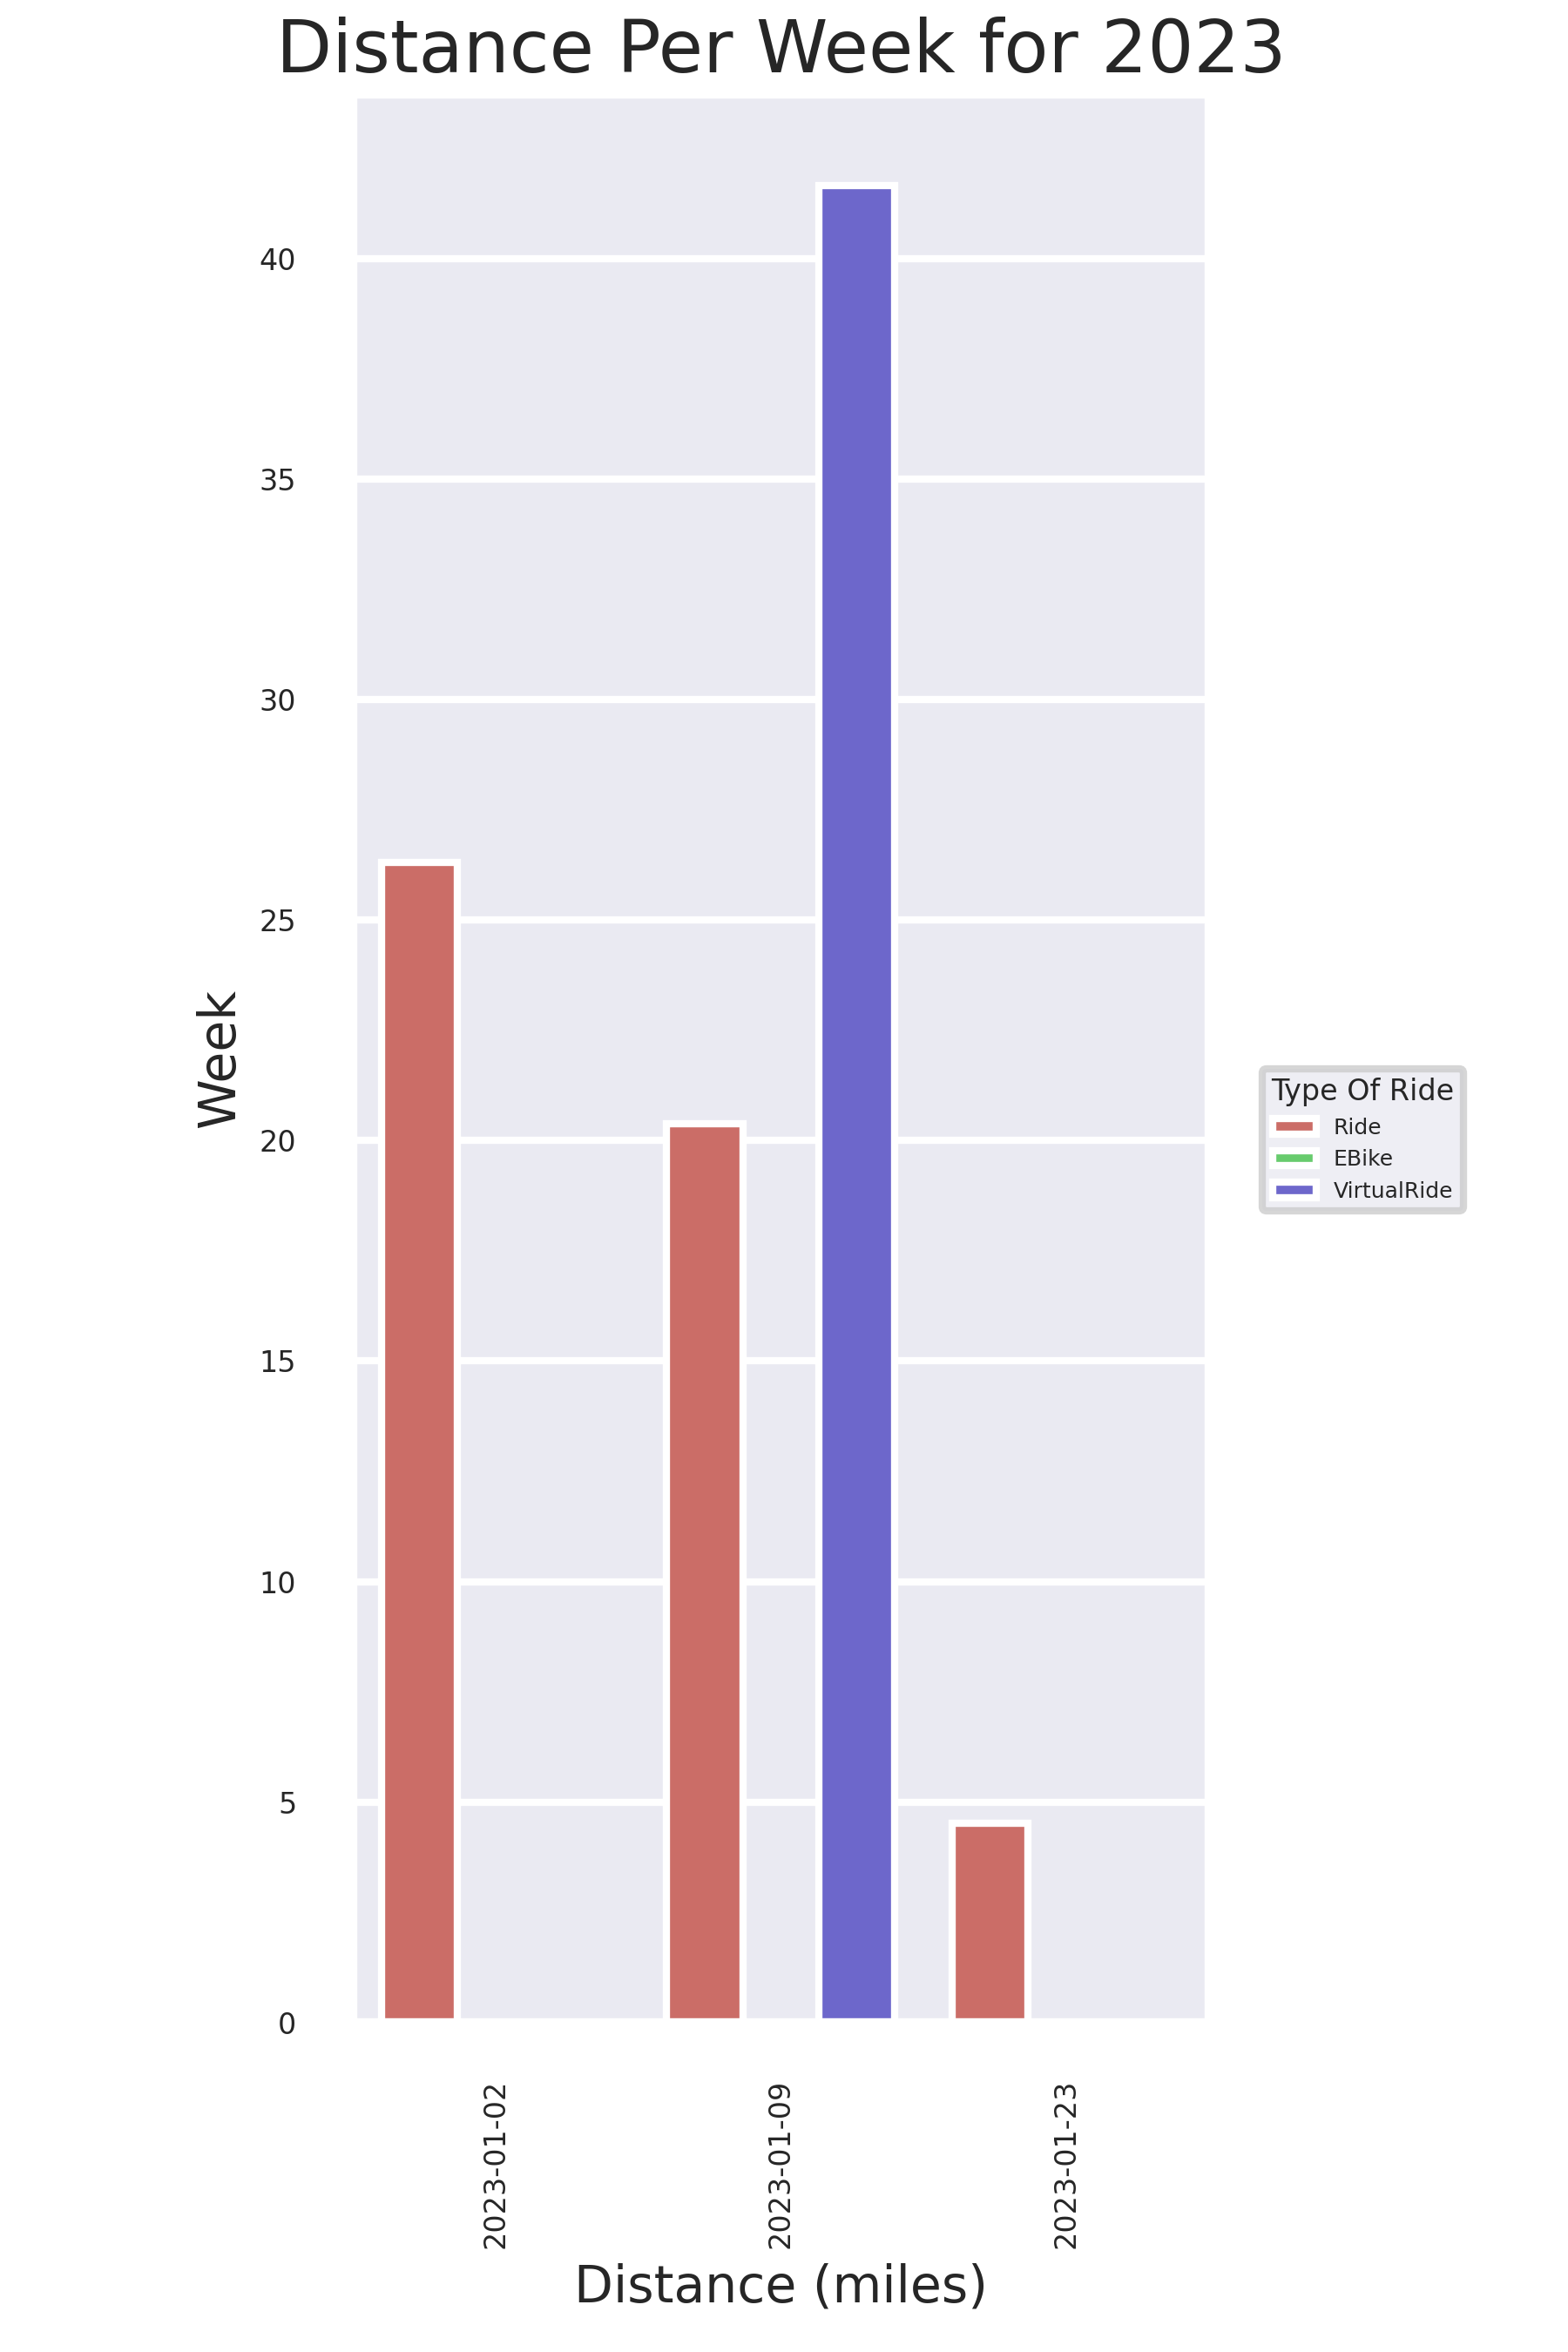 Distance Per Week for 2023
40
35
30
25
20
15
10
5
0
Week
Type Of Ride
Ride
EBike
VirtualRide
2023-01-02
2023-01-09
2023-01-23
Distance (miles)